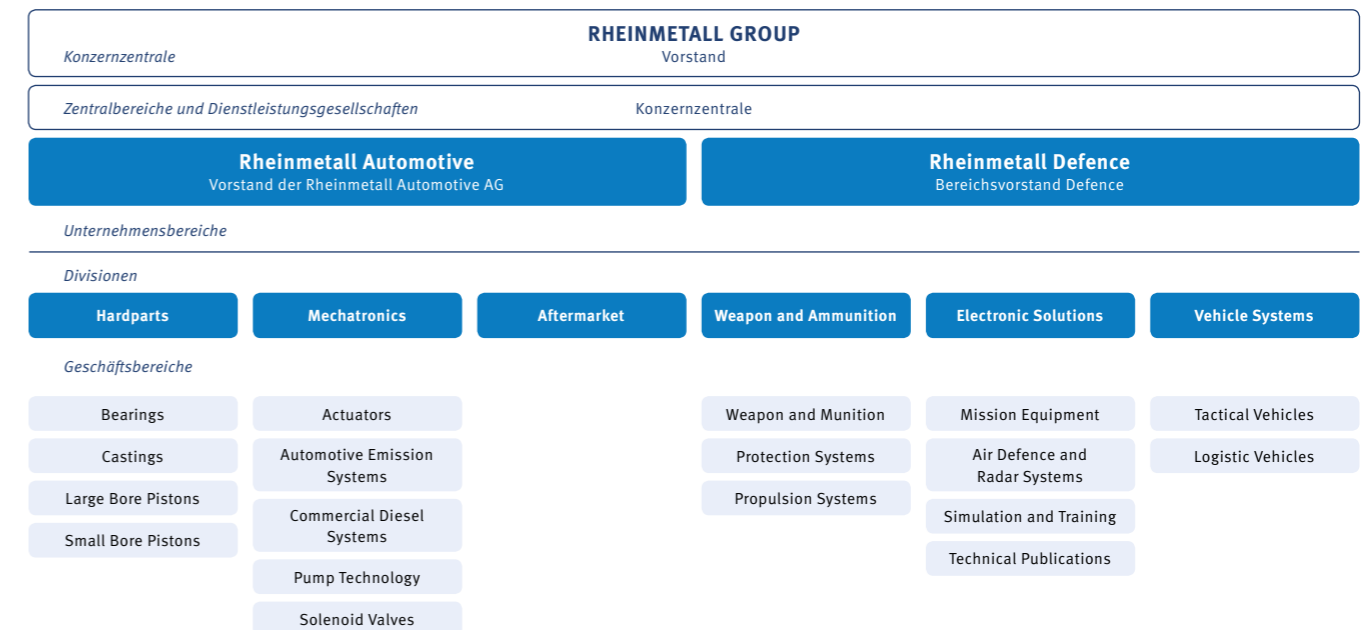 RHEINMETALL GROUP
Konzernzentrale
Vorstand
Zentralbereiche und Dienstleistungsgesellschaften
Konzernzentrale
Rheinmetall Automotive
Vorstand der Rheinmetall Automotive AG
Rheinmetall Defence
Bereichsvorstand Defence
Unternehmensbereiche
Divisionen
Hardparts
Mechatronics
Aftermarket
Weapon and Ammunition
Electronic Solutions
Vehicle Systems
Geschäftsbereiche
Bearings
Castings
Large Bore Pistons
Small Bore Pistons
Actuators
Automotive Emission
Systems
Commercial Diesel
Systems
Pump Technology
Solenoid Valves
Weapon and Munition
Protection Systems
Propulsion Systems
Mission Equipment
Air Defence and
Radar Systems
Simulation and Training
Technical Publications
Tactical Vehicles
Logistic Vehicles